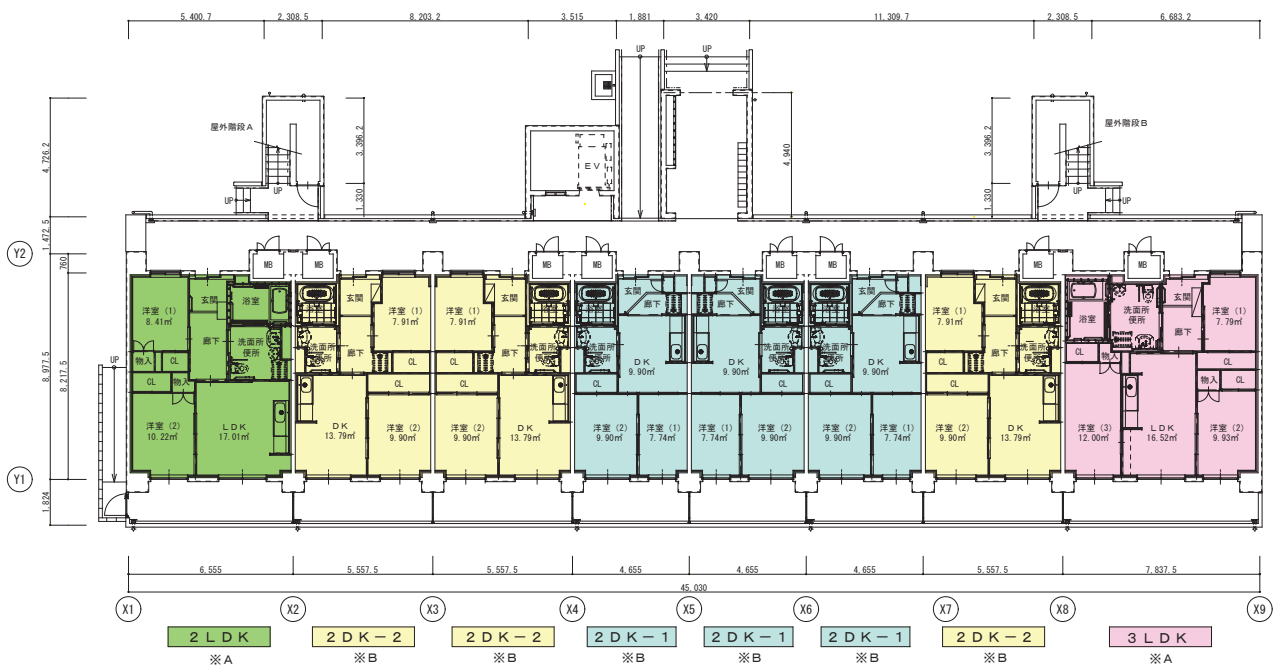 5,400.7
2,308.5
8,203.2
3,515
1,881
3,420
11,309.7
2,308.5
6,683.2
UP
UP
屋外階段A
屋外階段B
4,726.2
3,396.2
1,330
4,940
3,396.2
1,330
EV
UP
UP
UP
UP
1,472.5
Y2
760
8,977.5
8,217.5
Y1
1,824
UP
MB
MB
MB
MB
MB
MB
MB
MB
洋室 (1)
8.41㎡
玄関
浴室
廊下
洗面所
便所
物入
CL
CL
CL
物入
洋室 (2)
10.22㎡
LDK
17.01㎡
玄関
洋室 (1)
7.91㎡
洗面所
便所
廊下
CL
CL
DK
13.79㎡
洋室 (2)
9.90㎡
洋室 (1)
7.91㎡
玄関
廊下
洗面所
便所
CL
CL
洋室 (2)
9.90㎡
DK
13.79㎡
玄関
廊下
DK
9.90㎡
CL
洋室 (2)
9.90㎡
洋室 (1)
7.74㎡
玄関
廊下
DK
9.90㎡
CL
洋室 (1)
7.74㎡
洋室 (2)
9.90㎡
玄関
廊下
DK
9.90㎡
CL
洋室 (2)
9.90㎡
洋室 (1)
7.74㎡
洋室 (1)
7.91㎡
玄関
廊下
洗面所
便所
CL
CL
洋室 (2)
9.90㎡
DK
13.79㎡
浴室
洗面所
便所
玄関
廊下
洋室 (1)
7.79㎡
CL
物入
物入
CL
CL
洋室 (3)
12.00㎡
LDK
16.52㎡
洋室 (2)
9.93㎡
6,555
5,557.5
5,557.5
4,655
4,655
4,655
5,557.5
7,837.5
45,030
X1
X2
X3
X4
X5
X6
X7
X8
X9
2LDK
2DK-2
2DK-2
2DK-1
2DK-1
2DK-1
2DK-2
3LDK
※A
※B
※B
※B
※B
※B
※B
※A